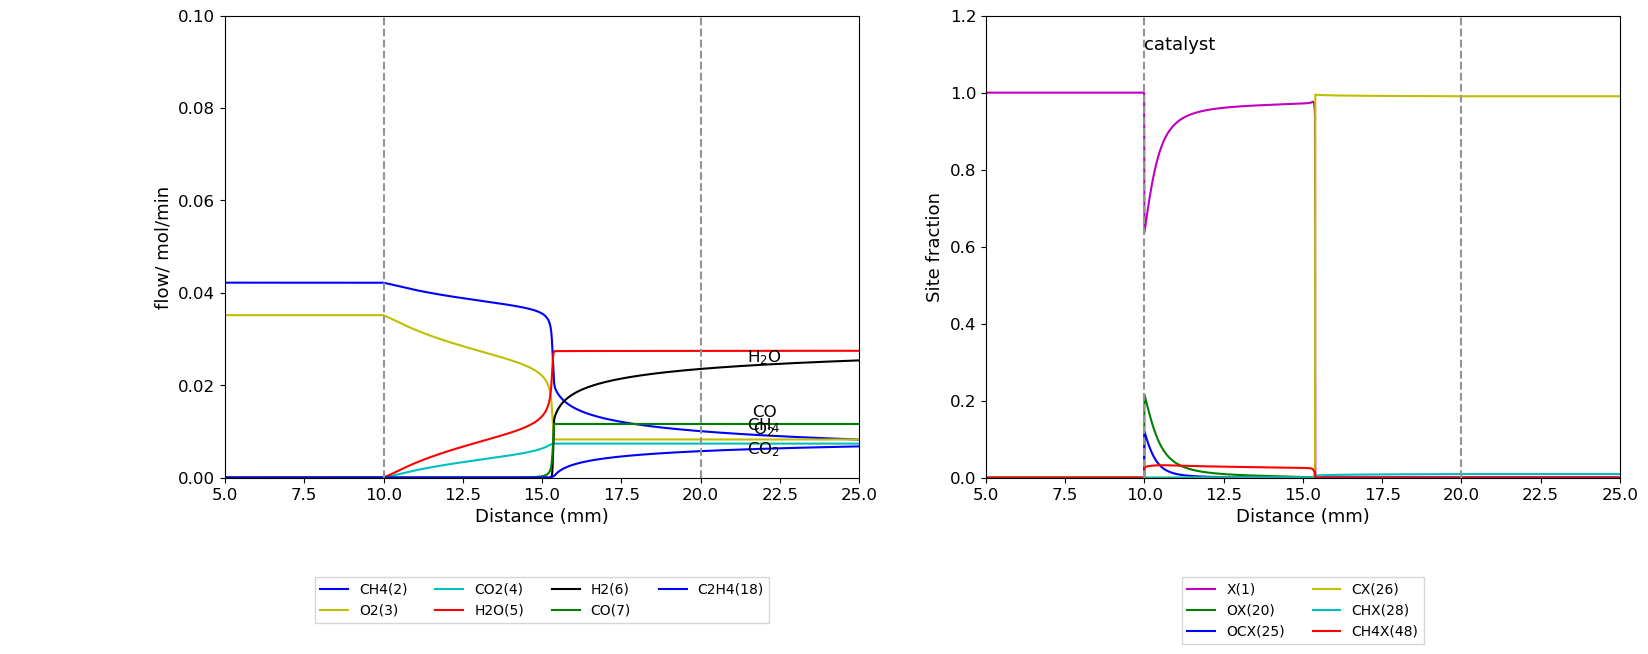 0.10
0.08
0.06
0.04
0.02
0.00
flow/ mol/min
H₂O
CO
CH₄
O₂
CO₂
5.0 7.5 10.0 12.5 15.0 17.5 20.0 22.5 25.0
Distance (mm)
CH4(2) CO2(4) H2(6) C2H4(18)
O2(3) H2O(5) CO(7)
1.2
1.0
0.8
0.6
0.4
0.2
0.0
Site fraction
catalyst
5.0 7.5 10.0 12.5 15.0 17.5 20.0 22.5 25.0
Distance (mm)
X(1) CX(26)
OX(20) CHX(28)
OCX(25) CH4X(48)